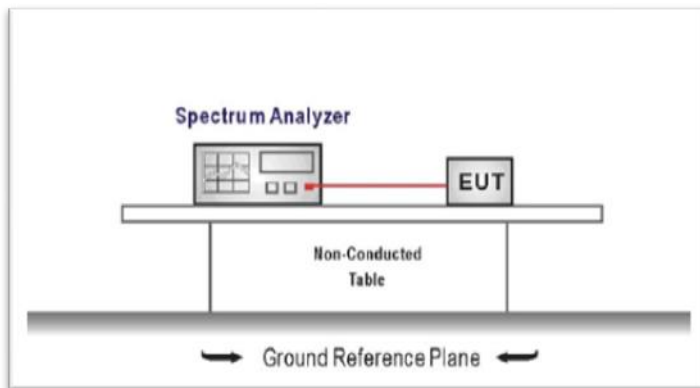 Spectrum Analyzer
EUT
Non-Conducted
Table
Ground Reference Plane